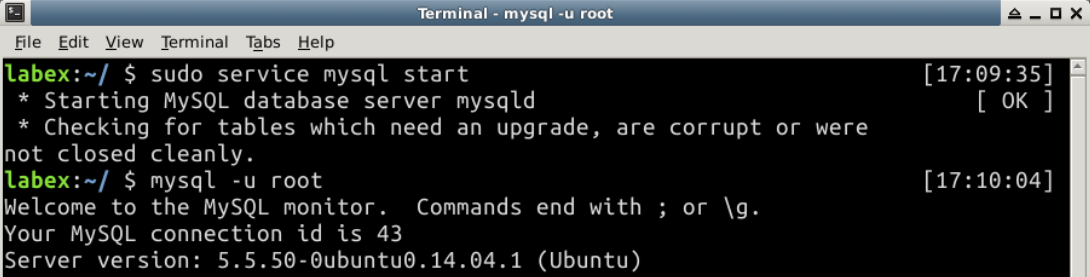 Terminal - mysql -u root
File Edit View Terminal Tabs Help
labex:~/ $ sudo service mysql start [17:09:35]
* Starting MySQL database server mysqld [ OK ]
* Checking for tables which need an upgrade, are corrupt or were
not closed cleanly.
labex:~/ $ mysql -u root [17:10:04]
Welcome to the MySQL monitor.  Commands end with ; or \g.
Your MySQL connection id is 43
Server version: 5.5.50-0ubuntu0.14.04.1 (Ubuntu)